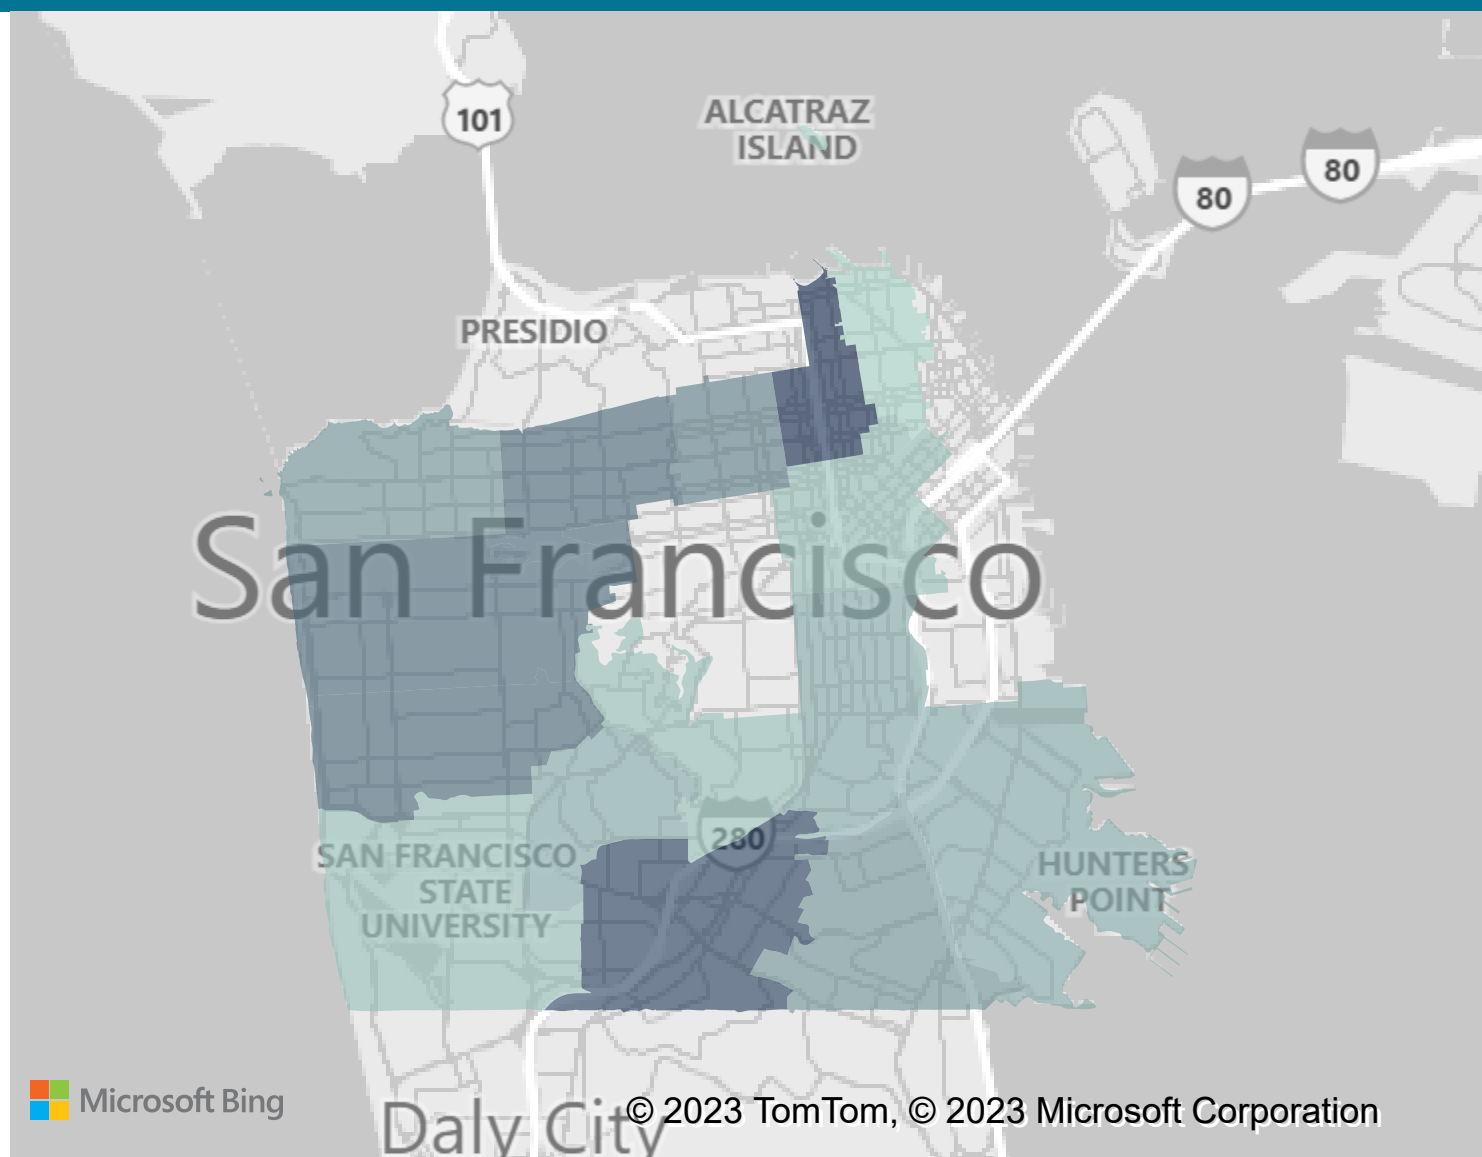 101
ALCATRAZ
ISLAND
80
80
PRESIDIO
San Francisco
280
SAN FRANCISCO
STATE
UNIVERSITY
HUNTERS
POINT
Microsoft Bing
Daly City
© 2023 TomTom, © 2023 Microsoft Corporation